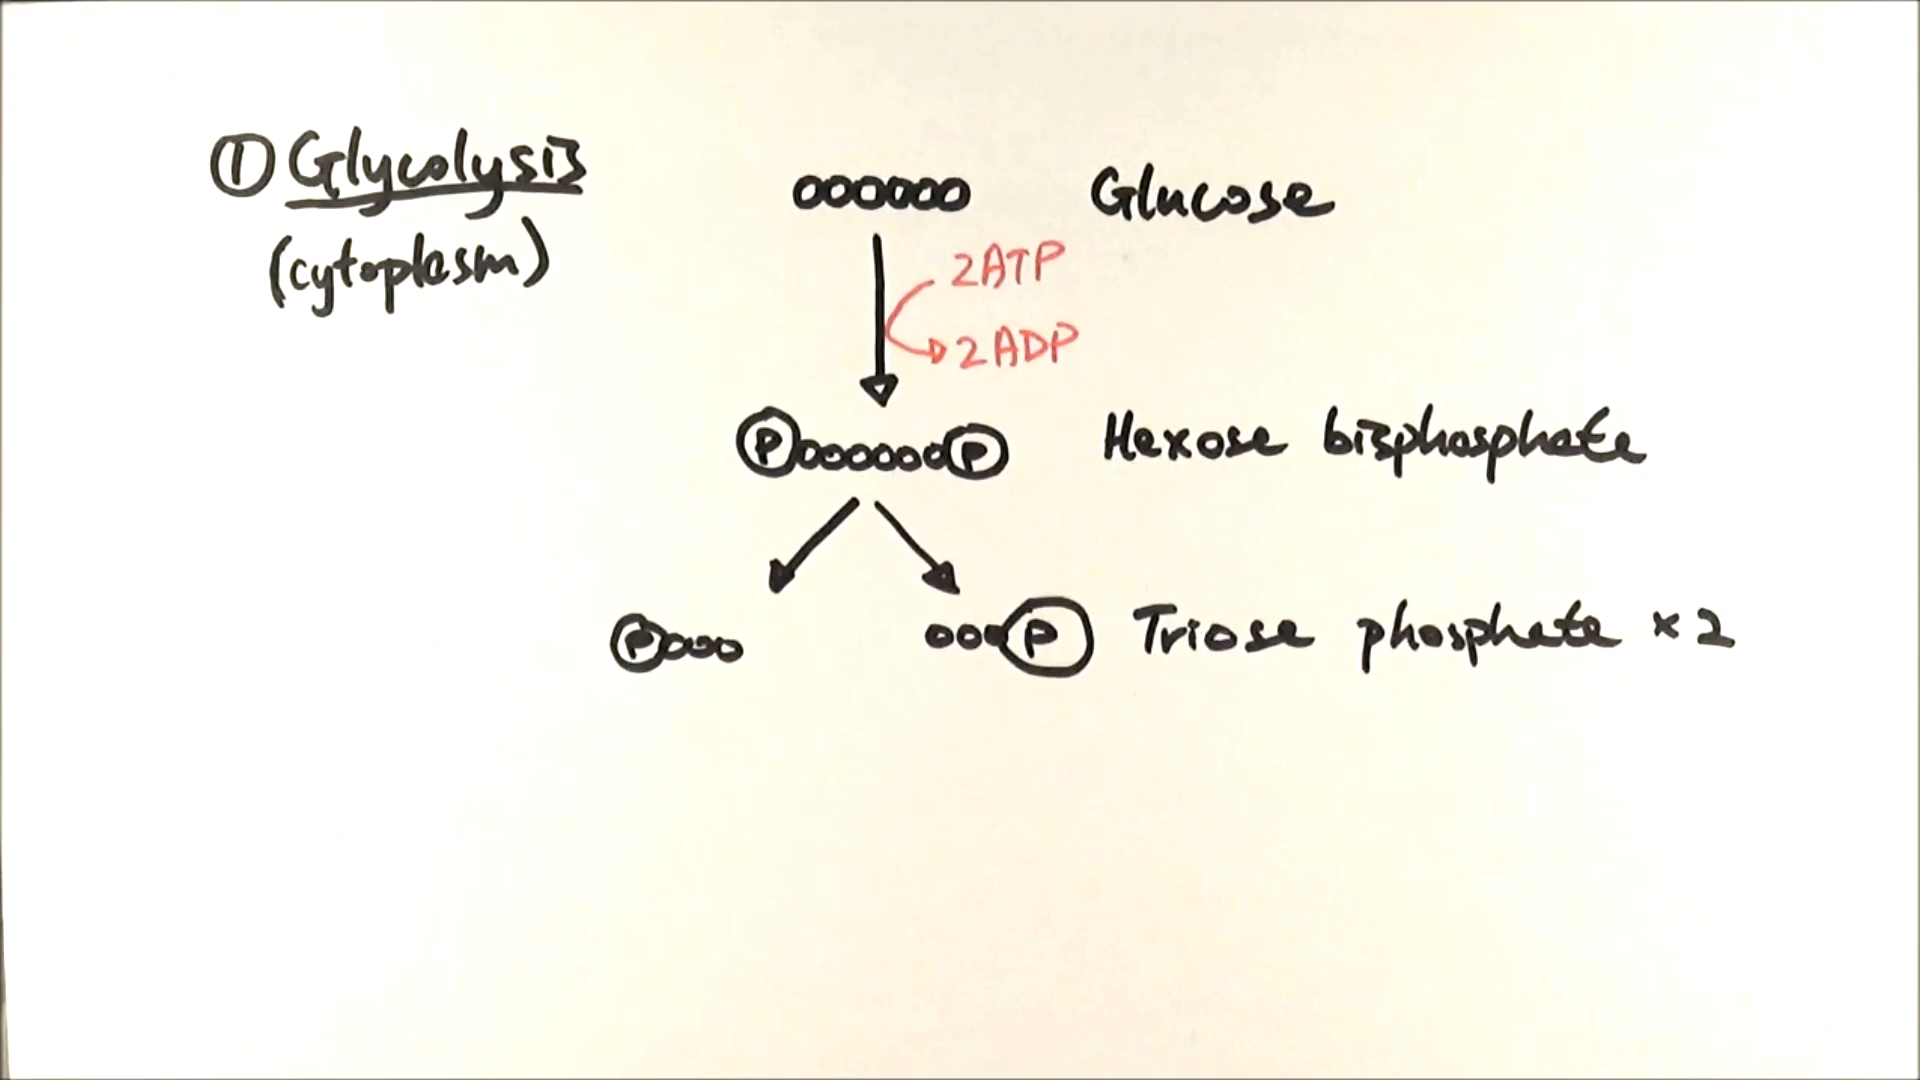 ① Glycolysis
(cytoplasm)
Glucose
2ATP
2ADP
P P Hexose bisphosphate
P P Triose phosphate × 2